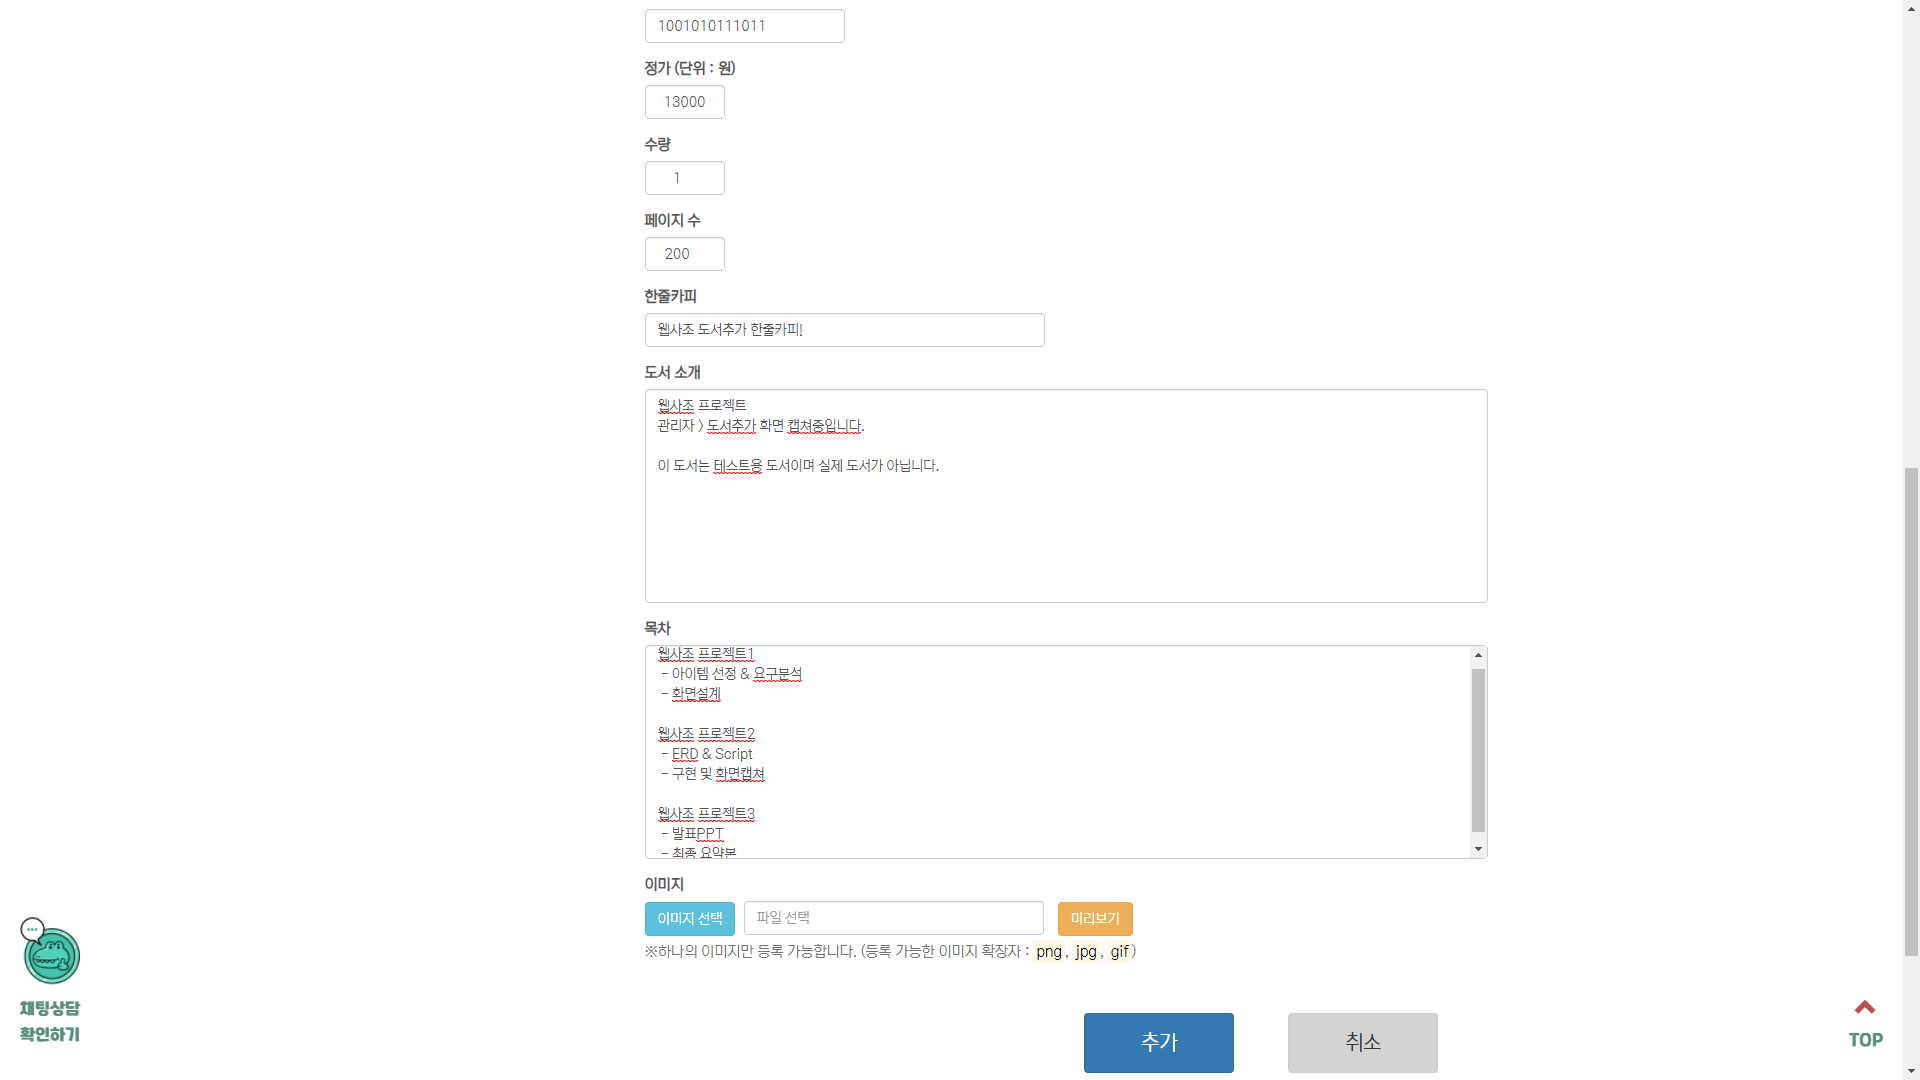 1001010111011
정가 (단위 : 원)
13000
수량
1
페이지 수
200
한줄카피
웹사조 도서추가 한줄카피!
도서 소개
웹사조 프로젝트
관리자 > 도서추가 화면 캡쳐중입니다.
이 도서는 테스트용 도서이며 실제 도서가 아닙니다.
목차
웹사조 프로젝트1
- 아이템 선정 & 요구분석
- 화면설계
웹사조 프로젝트2
- ERD & Script
- 구현 및 화면캡쳐
웹사조 프로젝트3
- 발표PPT
- 최종 요약본
이미지
이미지 선택 파일 선택 미리보기
※하나의 이미지만 등록 가능합니다. (등록 가능한 이미지 확장자 : png , jpg , gif )
채팅상담
확인하기
추가 취소
TOP